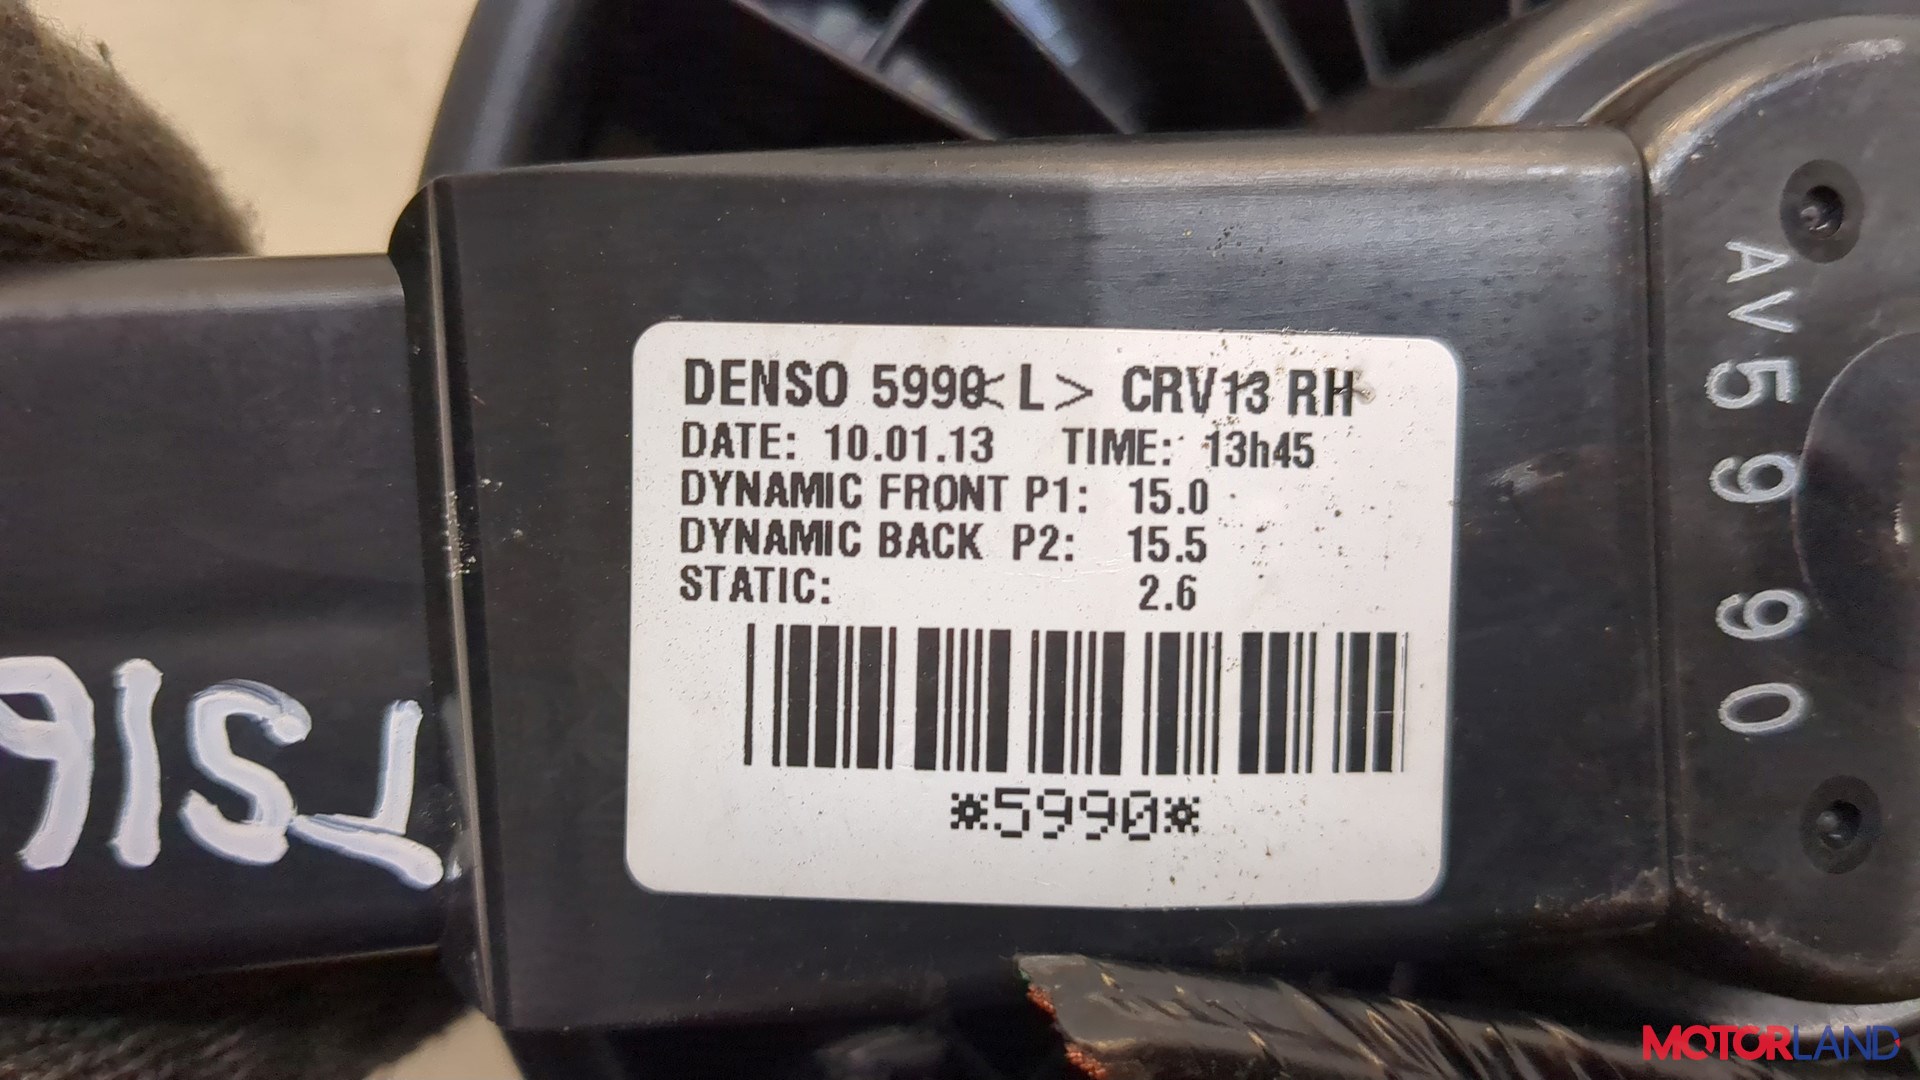 DENSO 5990<L> CRV13 RH
DATE: 10.01.13 TIME: 13h45
DYNAMIC FRONT P1: 15.0
DYNAMIC BACK P2: 15.5
STATIC: 2.6
*5990*
AV5990
TS16
MOTORLAND